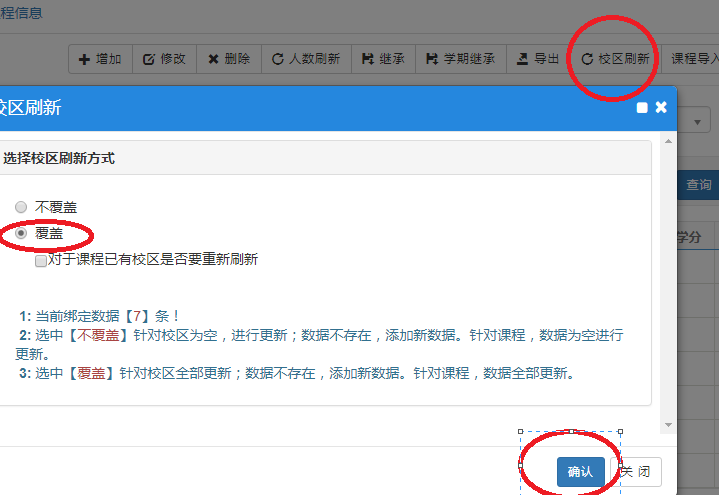 程信息
增加 修改 删除 人数刷新 继承 学期继承 导出 校区刷新 课程导入
校区刷新
选择校区刷新方式
不覆盖
覆盖
对于课程已有校区是否要重新刷新
1: 当前绑定数据【7】条！
2: 选中【不覆盖】针对校区为空，进行更新；数据不存在，添加新数据。针对课程，数据为空进行
更新。
3: 选中【覆盖】针对校区全部更新；数据不存在，添加新数据。针对课程，数据全部更新。
查询
学分
确认 关 闭